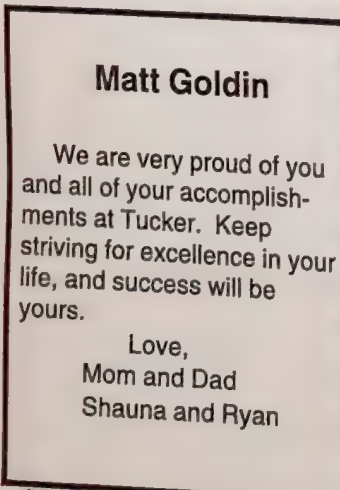 Matt Goldin
We are very proud of you
and all of your accomplish-
ments at Tucker. Keep
striving for excellence in your
life, and success will be
yours.
Love,
Mom and Dad
Shauna and Ryan